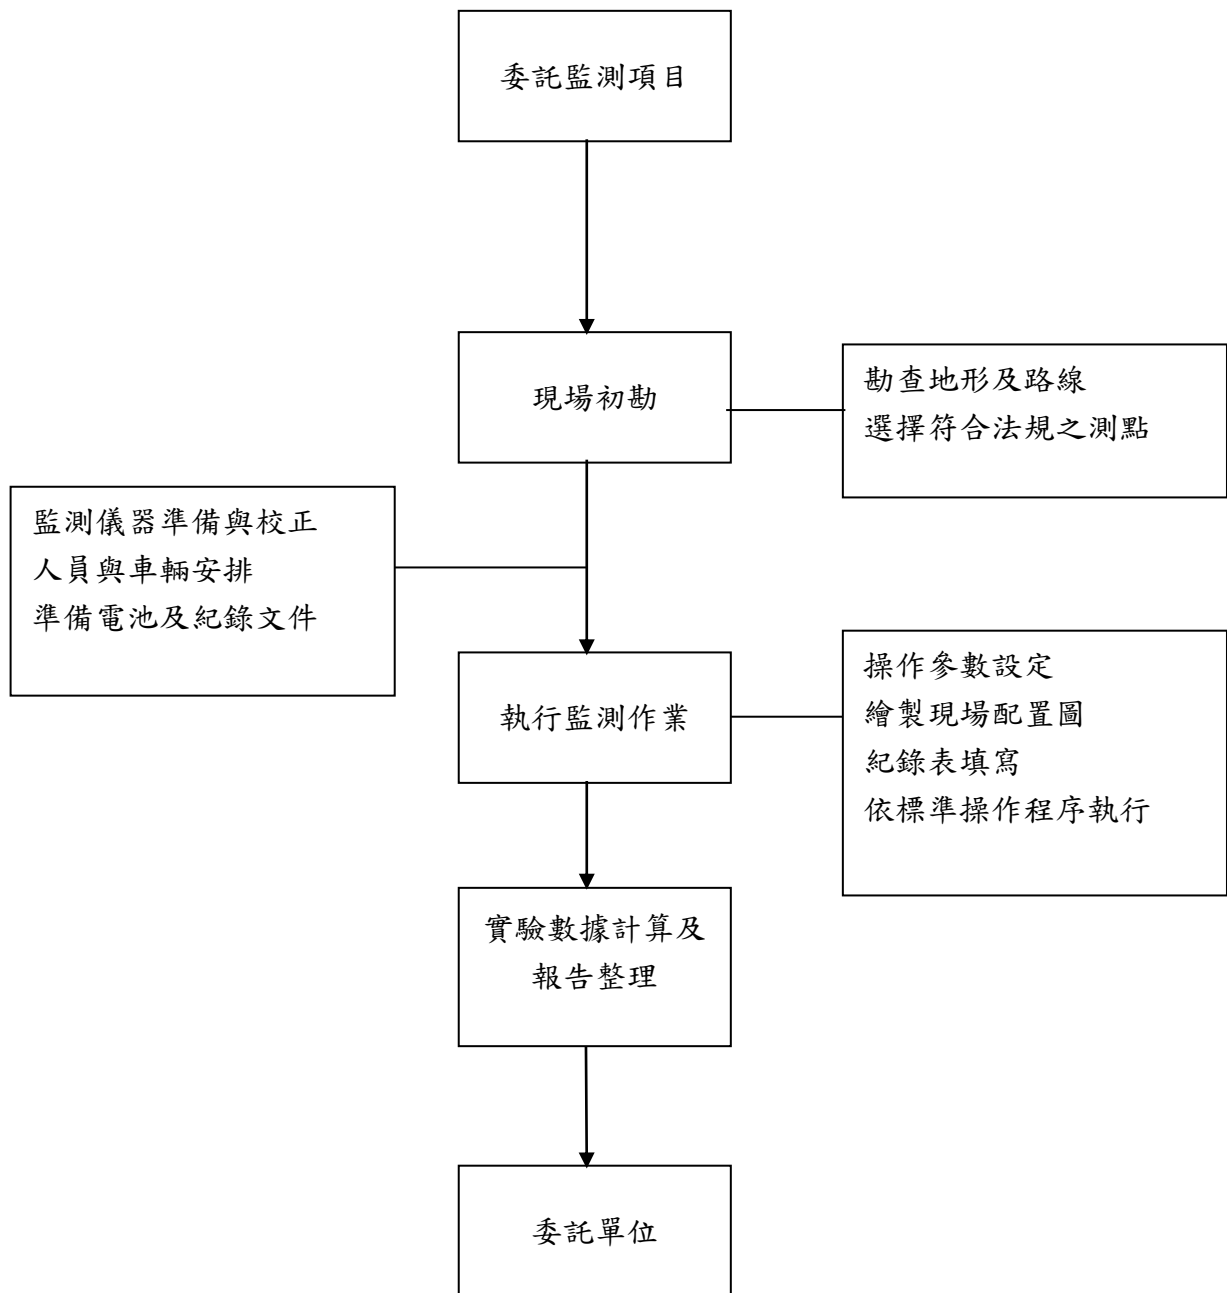 委託監測項目
現場初勘
勘查地形及路線
選擇符合法規之測點
監測儀器準備與校正
人員與車輛安排
準備電池及紀錄文件
執行監測作業
操作參數設定
繪製現場配置圖
紀錄表填寫
依標準操作程序執行
實驗數據計算及
報告整理
委託單位